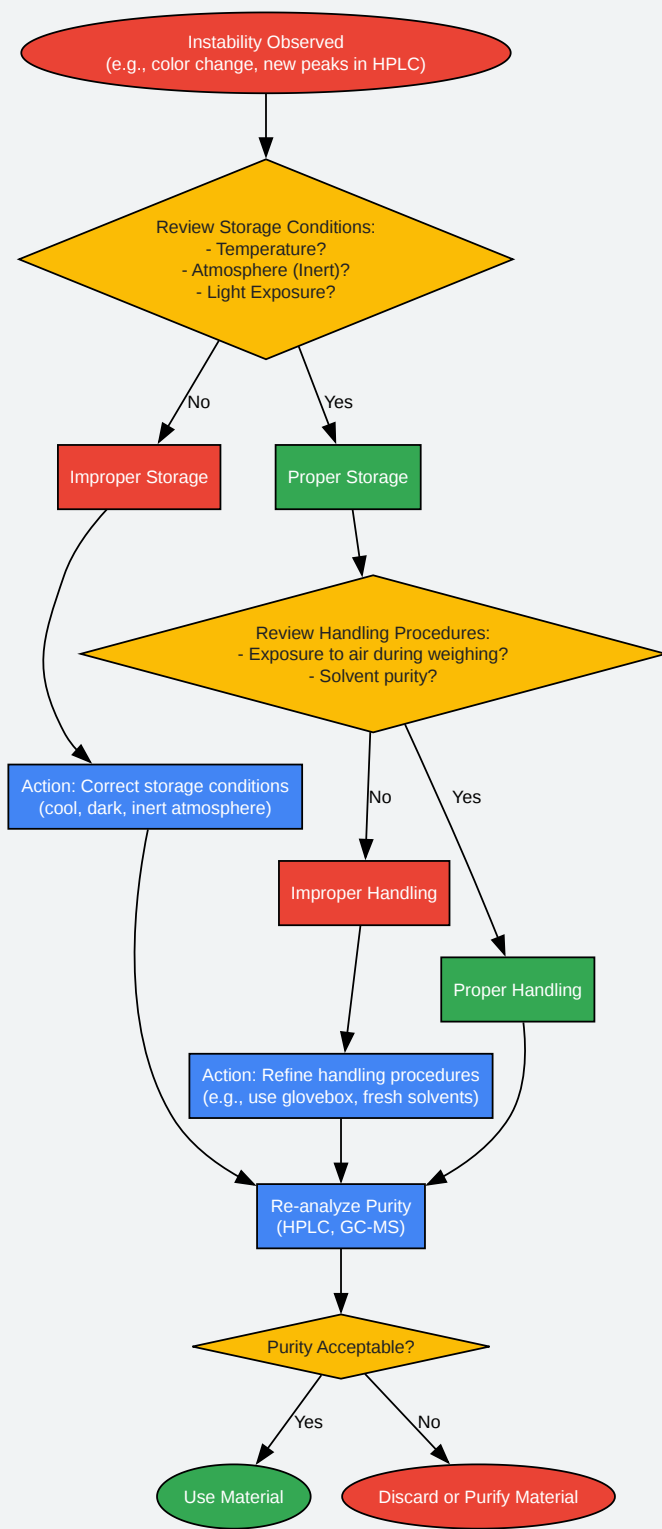 Instability Observed
(e.g., color change, new peaks in HPLC)
Review Storage Conditions:
- Temperature?
- Atmosphere (Inert)?
- Light Exposure?
No
Yes
Improper Storage
Proper Storage
Review Handling Procedures:
- Exposure to air during weighing?
- Solvent purity?
Action: Correct storage conditions
(cool, dark, inert atmosphere)
No
Yes
Improper Handling
Proper Handling
Action: Refine handling procedures
(e.g., use glovebox, fresh solvents)
Re-analyze Purity
(HPLC, GC-MS)
Purity Acceptable?
Yes
No
Use Material
Discard or Purify Material